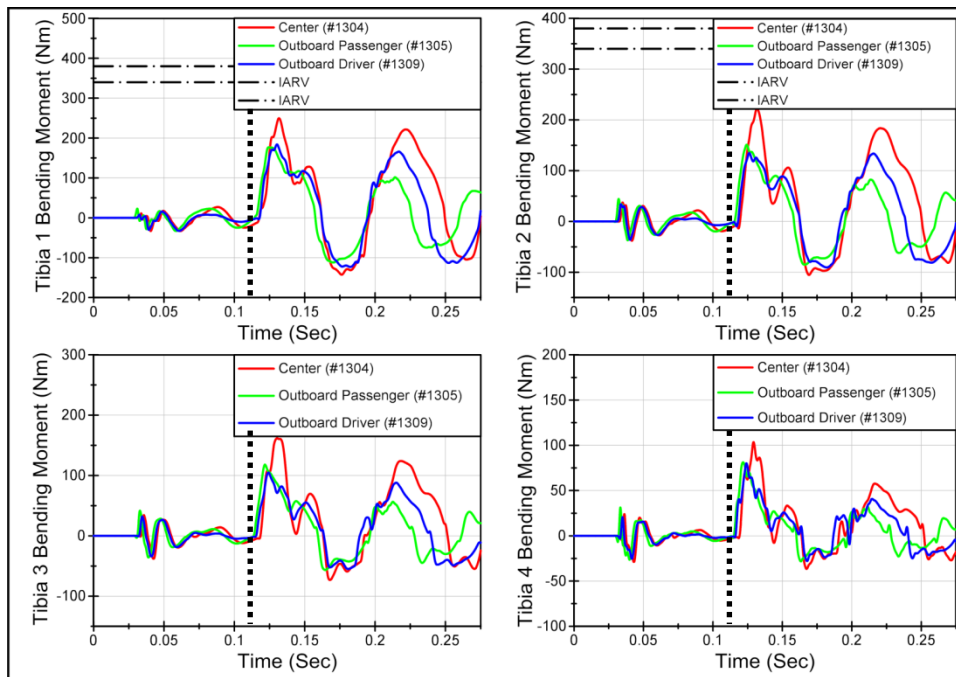 Tibia 1 Bending Moment (Nm)
500
400
300
200
100
0
-100
-200
0
0.05
0.1
0.15
0.2
0.25
Time (Sec)
Center (#1304)
Outboard Passenger (#1305)
Outboard Driver (#1309)
IARV
IARV
Tibia 2 Bending Moment (Nm)
400
300
200
100
0
-100
0
0.05
0.1
0.15
0.2
0.25
Time (Sec)
Center (#1304)
Outboard Passenger (#1305)
Outboard Driver (#1309)
IARV
IARV
Tibia 3 Bending Moment (Nm)
300
200
100
0
-100
-150
0
0.05
0.1
0.15
0.2
0.25
Time (Sec)
Center (#1304)
Outboard Passenger (#1305)
Outboard Driver (#1309)
Tibia 4 Bending Moment (Nm)
200
150
100
50
0
-50
-100
0
0.05
0.1
0.15
0.2
0.25
Time (Sec)
Center (#1304)
Outboard Passenger (#1305)
Outboard Driver (#1309)